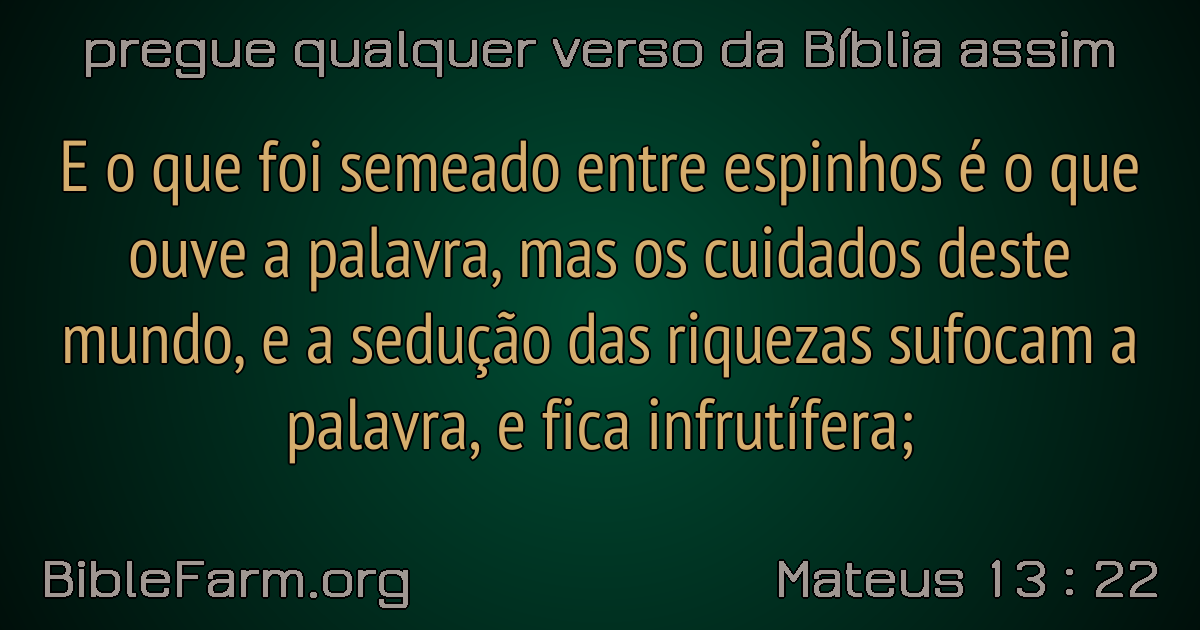 pregue qualquer verso da Bíblia assim
E o que foi semeado entre espinhos é o que
ouve a palavra, mas os cuidados deste
mundo, e a sedução das riquezas sufocam a
palavra, e fica infrutífera;
BibleFarm.org
Mateus 13 : 22